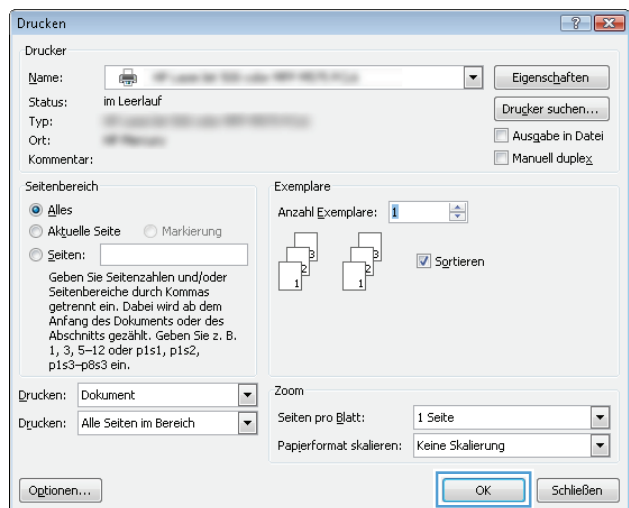 Drucken
Drucker
Name:
Eigenschaften
Status: im Leerlauf
Drucker suchen...
Typ:
Ort:
Ausgabe in Datei
Kommentar:
Manuell duplex
Seitenbereich
Alles
Aktuelle Seite Markierung
Seiten:
Geben Sie Seitenzahlen und/oder
Seitenbereiche durch Kommas
getrennt ein. Dabei wird ab dem
Anfang des Dokuments oder des
Abschnitts gezählt. Geben Sie z. B.
1, 3, 5–12 oder p1s1, p1s2,
p1s3–p8s3 ein.
Exemplare
Anzahl Exemplare: 1
3 3
2 2
1 1
Sortieren
Drucken: Dokument
Drucken: Alle Seiten im Bereich
Zoom
Seiten pro Blatt: 1 Seite
Papierformat skalieren: Keine Skalierung
Optionen...
OK
Schließen